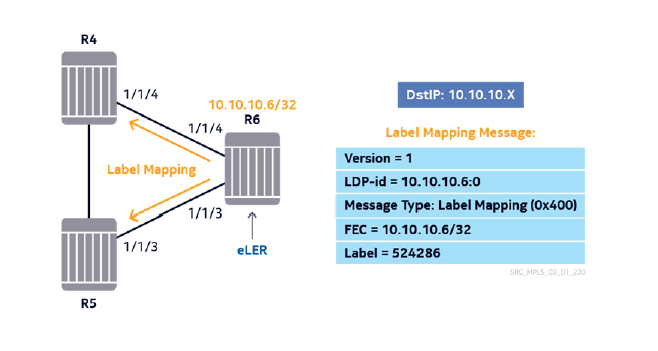 R4
1/1/4
10.10.10.6/32
R6
1/1/4
Label Mapping
1/1/3
1/1/3
eLER
R5
DstIP: 10.10.10.X
Label Mapping Message:
Version = 1
LDP-id = 10.10.10.6:0
Message Type: Label Mapping (0x400)
FEC = 10.10.10.6/32
Label = 524286
SRC_MPLS_03_01_200